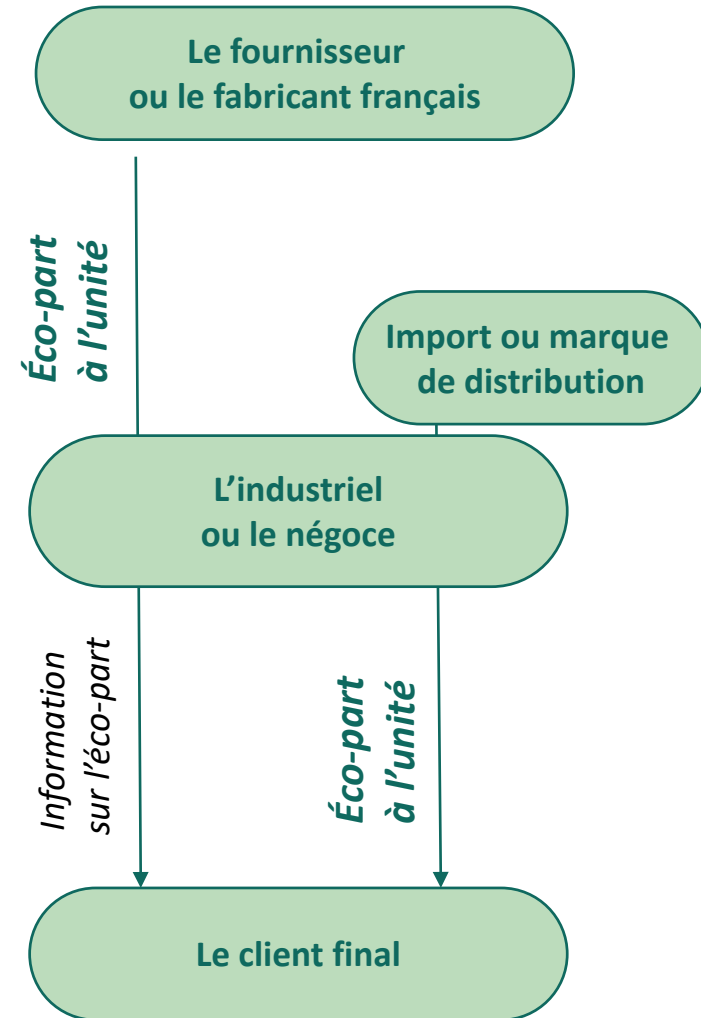 Le fournisseur
ou le fabricant français
Éco-part
à l’unité
Import ou marque
de distribution
L’industriel
ou le négoce
Information
sur l’éco-part
Éco-part
à l’unité
Le client final